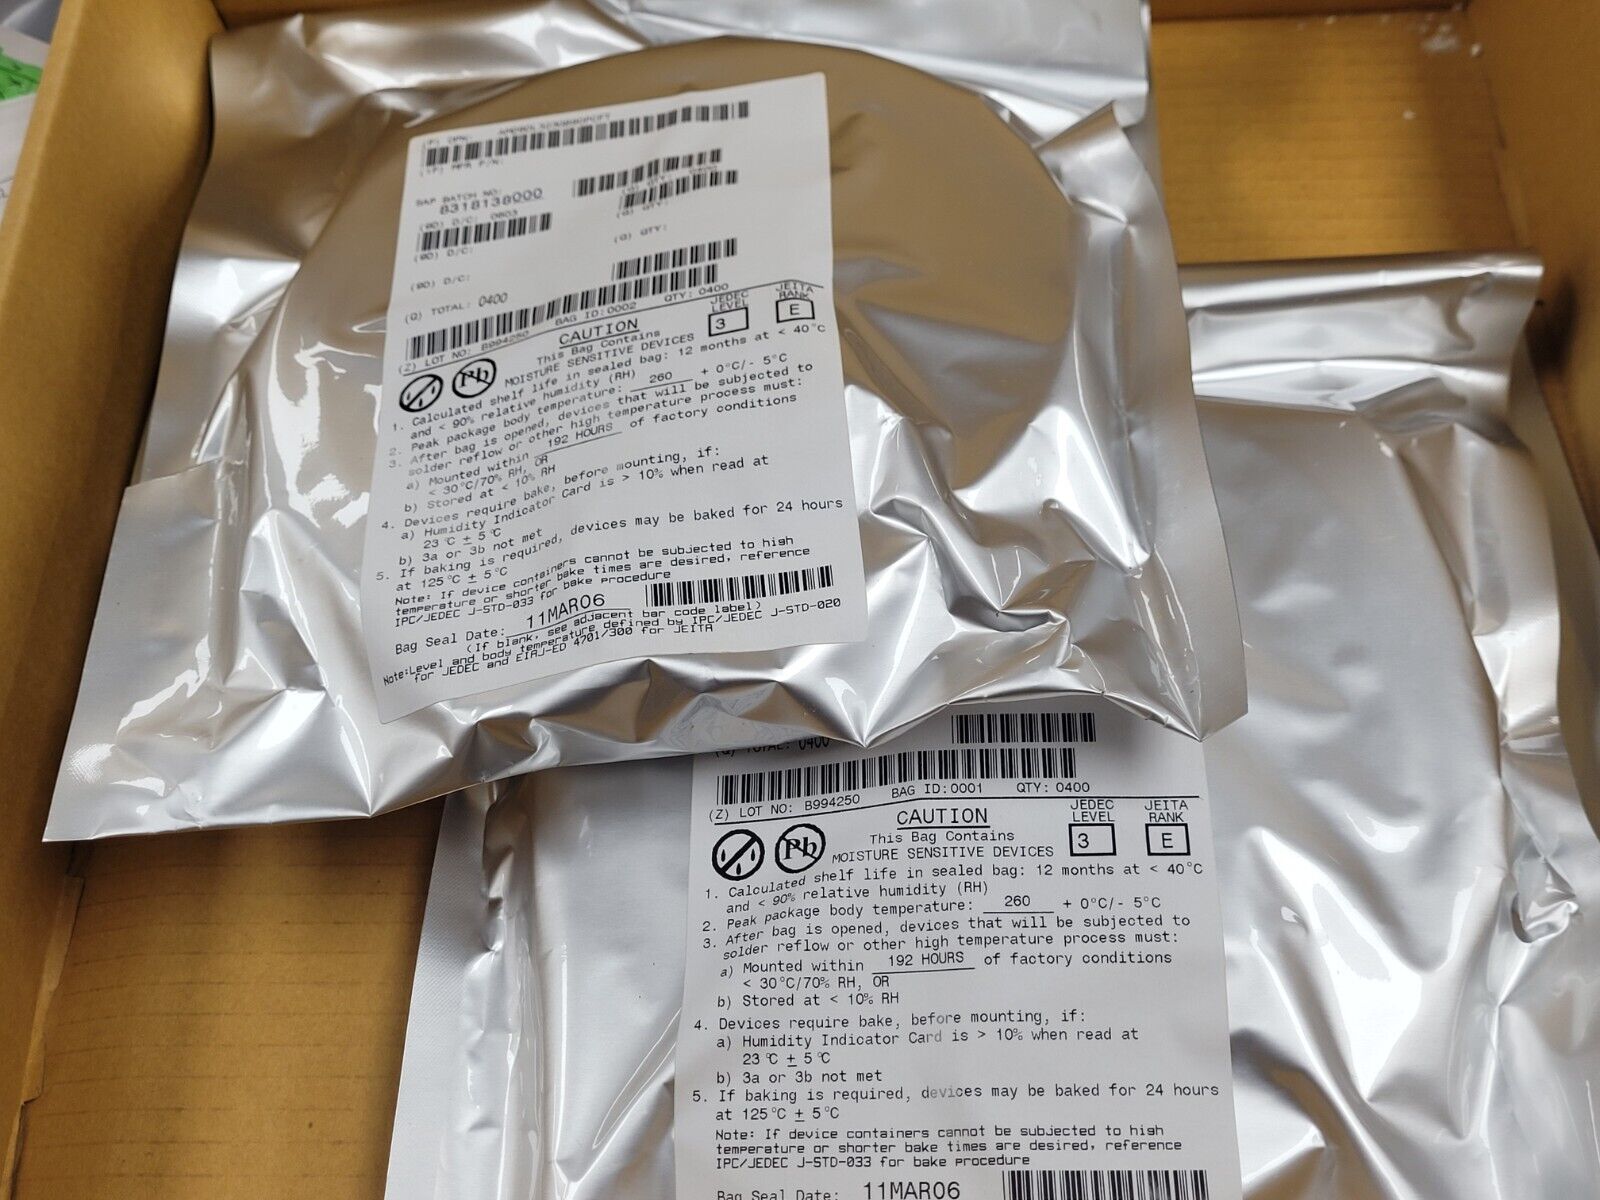 (1P) MFR P/N:
SAP BATCH NO:
8318138000
(9D) D/C: 0603
(9D) D/C:
(Q) QTY:
(Q) QTY:
(9D) D/C:
(Q) TOTAL: 0400
(Z) LOT NO: B994250 BAG ID:0002 QTY: 0400
CAUTION
This Bag Contains
MOISTURE SENSITIVE DEVICES
JEDEC
LEVEL
3
JEITA
RANK
E
Pb
1. Calculated shelf life in sealed bag: 12 months at < 40°C
and < 90% relative humidity (RH)
2. Peak package body temperature: 260 + 0°C/- 5°C
3. After bag is opened, devices that will be subjected to
solder reflow or other high temperature process must:
a) Mounted within 192 HOURS of factory conditions
< 30°C/70% RH, OR
b) Stored at < 10% RH
4. Devices require bake, before mounting, if:
a) Humidity Indicator Card is > 10% when read at
23°C ± 5°C
b) 3a or 3b not met
5. If baking is required, devices may be baked for 24 hours
at 125°C ± 5°C
Note: If device containers cannot be subjected to high
temperature or shorter bake times are desired, reference
IPC/JEDEC J-STD-033 for bake procedure
Bag Seal Date: 11MAR06
(If blank, see adjacent bar code label)
Note:Level and body temperature defined by IPC/JEDEC J-STD-020
for JEDEC and EIAJ-ED 4701/300 for JEITA
(Q) TOTAL: 0400
(Z) LOT NO: B994250 BAG ID:0001 QTY: 0400
CAUTION
This Bag Contains
MOISTURE SENSITIVE DEVICES
JEDEC
LEVEL
3
JEITA
RANK
E
Pb
1. Calculated shelf life in sealed bag: 12 months at < 40°C
and < 90% relative humidity (RH)
2. Peak package body temperature: 260 + 0°C/- 5°C
3. After bag is opened, devices that will be subjected to
solder reflow or other high temperature process must:
a) Mounted within 192 HOURS of factory conditions
< 30°C/70% RH, OR
b) Stored at < 10% RH
4. Devices require bake, before mounting, if:
a) Humidity Indicator Card is > 10% when read at
23°C ± 5°C
b) 3a or 3b not met
5. If baking is required, devices may be baked for 24 hours
at 125°C ± 5°C
Note: If device containers cannot be subjected to high
temperature or shorter bake times are desired, reference
IPC/JEDEC J-STD-033 for bake procedure
Bag Seal Date: 11MAR06